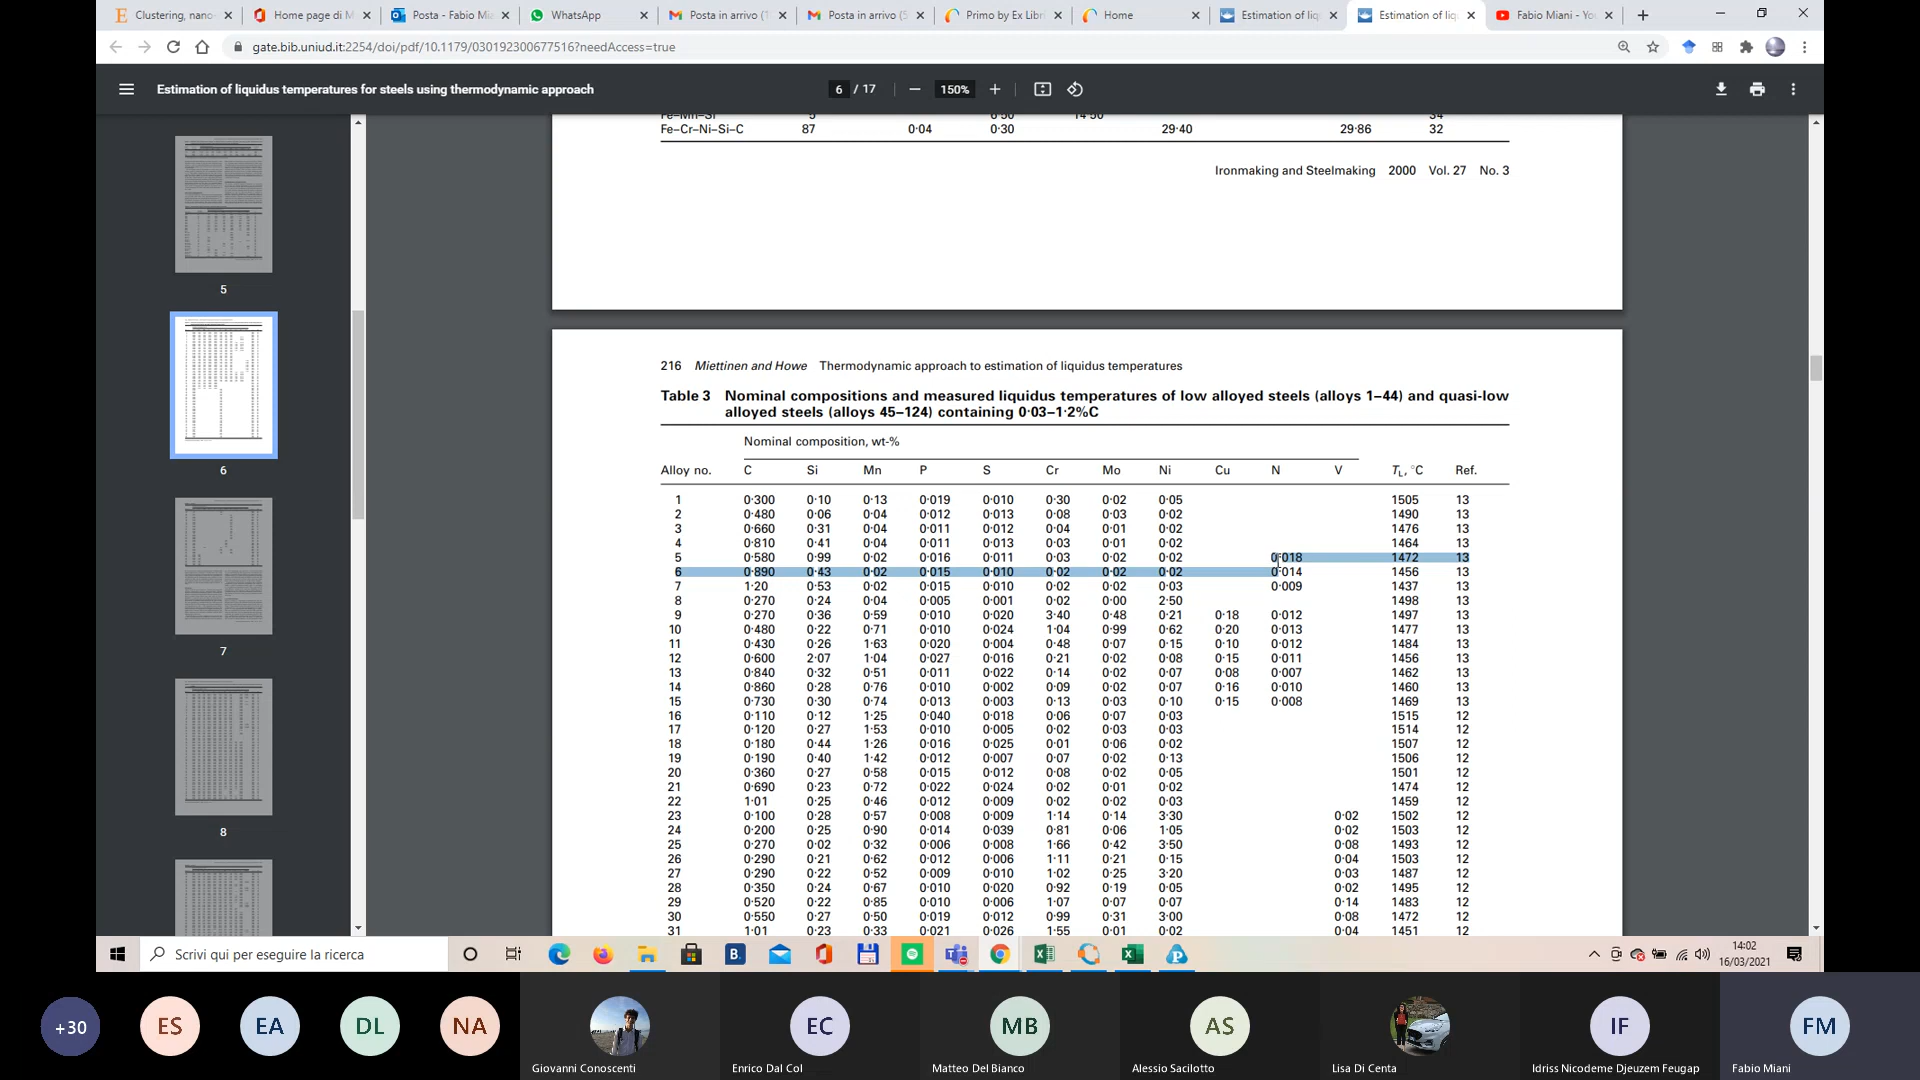 Clustering, nano-
Home page di M
Posta - Fabio Mi
WhatsApp
Posta in arrivo (
Posta in arrivo (
Primo by Ex Libr
Home
Estimation of liq
Estimation of liq
Fabio Miani - Yo
gate.bib.uniud.it:2254/doi/pdf/10.1179/030192300677516?needAccess=true
Estimation of liquidus temperatures for steels using thermodynamic approach
6 / 17
150%
5
6
7
8
Fe–Mn–Si 5 6·50 14·50 34
Fe–Cr–Ni–Si–C 87 0·04 0·30 29·40 29·86 32
Ironmaking and Steelmaking 2000 Vol. 27 No. 3
216 Miettinen and Howe Thermodynamic approach to estimation of liquidus temperatures
Table 3 Nominal compositions and measured liquidus temperatures of low alloyed steels (alloys 1–44) and quasi-low
alloyed steels (alloys 45–124) containing 0·03–1·2%C
Nominal composition, wt-%
Alloy no. C Si Mn P S Cr Mo Ni Cu N V TL, °C Ref.
1 0·300 0·10 0·13 0·019 0·010 0·30 0·02 0·05 1505 13
2 0·480 0·06 0·04 0·012 0·013 0·08 0·03 0·02 1490 13
3 0·660 0·31 0·04 0·011 0·012 0·04 0·01 0·02 1476 13
4 0·810 0·41 0·04 0·011 0·013 0·03 0·01 0·02 1464 13
5 0·580 0·99 0·02 0·016 0·011 0·03 0·02 0·02 0·018 1472 13
6 0·890 0·43 0·02 0·015 0·010 0·02 0·02 0·02 0·014 1456 13
7 1·20 0·53 0·02 0·015 0·010 0·02 0·02 0·03 0·009 1437 13
8 0·270 0·24 0·04 0·005 0·001 0·02 0·00 2·50 1498 13
9 0·270 0·36 0·59 0·010 0·020 3·40 0·48 0·21 0·18 0·012 1497 13
10 0·480 0·22 0·71 0·010 0·024 1·04 0·99 0·62 0·20 0·013 1477 13
11 0·430 0·26 1·63 0·020 0·004 0·48 0·07 0·15 0·10 0·012 1484 13
12 0·600 2·07 1·04 0·027 0·016 0·21 0·02 0·08 0·15 0·011 1456 13
13 0·840 0·32 0·51 0·011 0·022 0·14 0·02 0·07 0·08 0·007 1462 13
14 0·860 0·28 0·76 0·010 0·002 0·09 0·02 0·07 0·16 0·010 1460 13
15 0·730 0·30 0·74 0·013 0·003 0·13 0·03 0·10 0·15 0·008 1469 13
16 0·110 0·12 1·25 0·040 0·018 0·06 0·07 0·03 1515 12
17 0·120 0·27 1·53 0·010 0·005 0·02 0·03 0·03 1514 12
18 0·180 0·44 1·26 0·016 0·025 0·01 0·06 0·02 1507 12
19 0·190 0·40 1·42 0·012 0·007 0·07 0·02 0·13 1506 12
20 0·360 0·27 0·58 0·015 0·012 0·08 0·02 0·05 1501 12
21 0·690 0·23 0·72 0·022 0·024 0·02 0·01 0·02 1474 12
22 1·01 0·25 0·46 0·012 0·009 0·02 0·02 0·03 1459 12
23 0·100 0·28 0·57 0·008 0·009 1·14 0·14 3·30 0·02 1502 12
24 0·200 0·25 0·90 0·014 0·039 0·81 0·06 1·05 0·02 1503 12
25 0·270 0·02 0·32 0·006 0·008 1·66 0·42 3·50 0·08 1493 12
26 0·290 0·21 0·62 0·012 0·006 1·11 0·21 0·15 0·04 1503 12
27 0·290 0·22 0·52 0·009 0·010 1·02 0·25 3·20 0·03 1487 12
28 0·350 0·24 0·67 0·010 0·020 0·92 0·19 0·05 0·02 1495 12
29 0·520 0·22 0·85 0·010 0·006 1·07 0·07 0·07 0·14 1483 12
30 0·550 0·27 0·50 0·019 0·012 0·99 0·31 3·00 0·08 1472 12
31 1·01 0·23 0·33 0·021 0·026 1·55 0·01 0·02 0·04 1451 12
Scrivi qui per eseguire la ricerca
B.
14:02
16/03/2021
+30
ES
EA
DL
NA
EC
MB
AS
IF
FM
Giovanni Conoscenti
Enrico Dal Col
Matteo Del Bianco
Alessio Sacilotto
Lisa Di Centa
Idriss Nicodeme Djeuzem Feugap
Fabio Miani